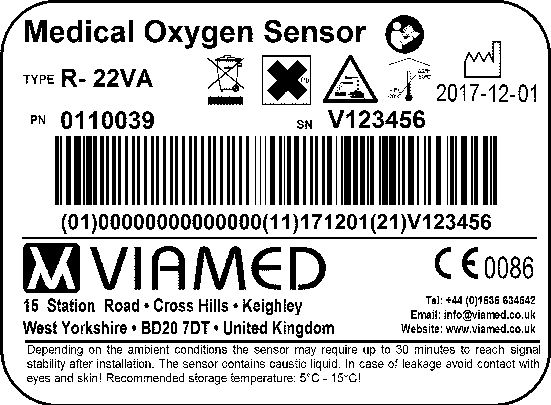 Medical Oxygen Sensor
TYPE R- 22VA
Pb
2017-12-01
PN 0110039 SN V123456
(01)00000000000000(11)171201(21)V123456
VIAMED
CE 0086
15 Station Road • Cross Hills • Keighley
West Yorkshire • BD20 7DT • United Kingdom
Tel: +44 (0)1535 634542
Email: info@viamed.co.uk
Website: www.viamed.co.uk
Depending on the ambient conditions the sensor may require up to 30 minutes to reach signal
stability after installation. The sensor contains caustic liquid. In case of leakage avoid contact with
eyes and skin! Recommended storage temperature: 5°C - 15°C!